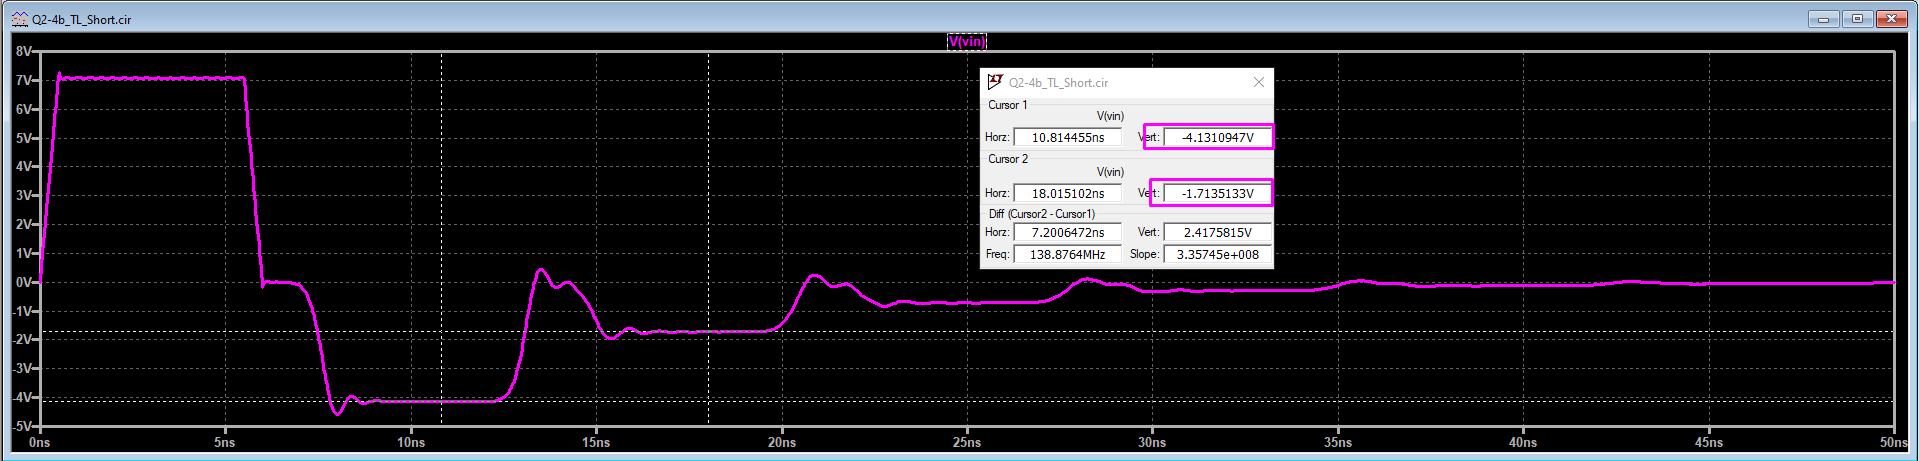 Q2-4b_TL_Short.cir
V(vin)
8V
7V
6V
5V
4V
3V
2V
1V
0V
-1V
-2V
-3V
-4V
-5V
0ns 5ns 10ns 15ns 20ns 25ns 30ns 35ns 40ns 45ns 50ns
Q2-4b_TL_Short.cir
Cursor 1
V(vin)
Horz: 10.814455ns Vert: -4.1310947V
Cursor 2
V(vin)
Horz: 18.015102ns Vert: -1.7135133V
Diff (Cursor2 - Cursor1)
Horz: 7.2006472ns Vert: 2.4175815V
Freq: 138.8764MHz Slope: 3.35745e+008